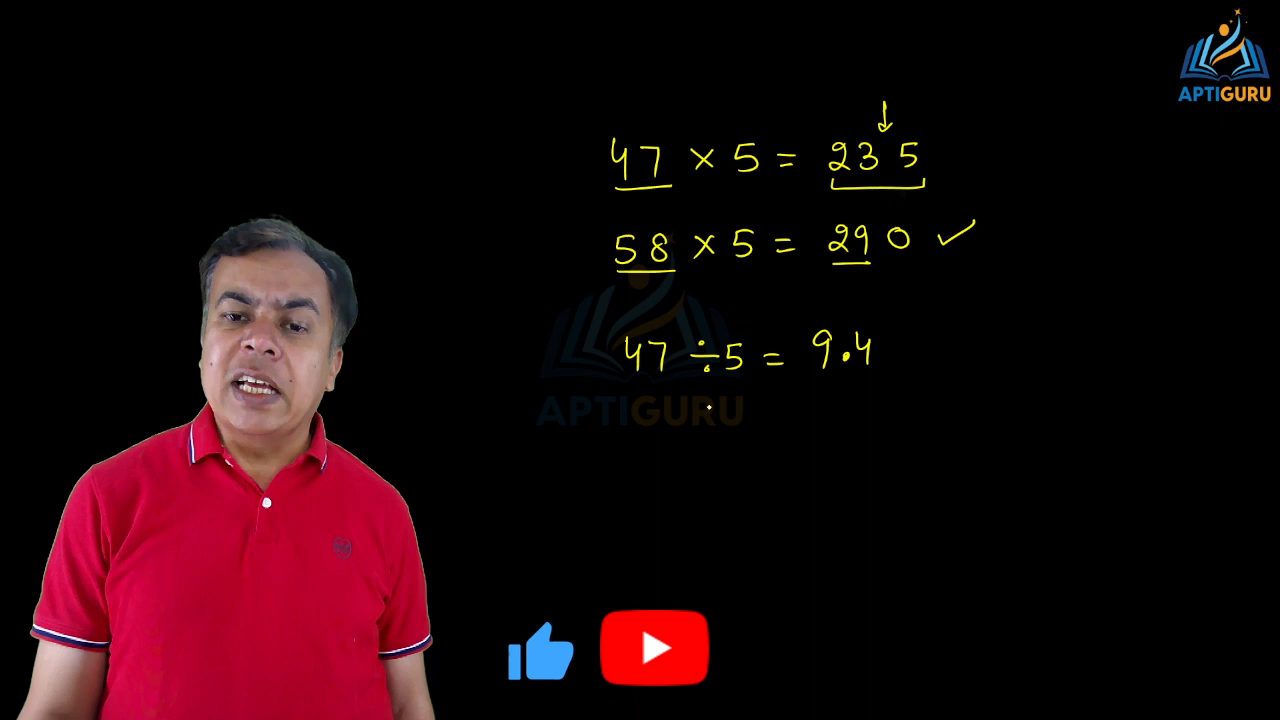 APTIGURU
47 × 5 = 235
58 × 5 = 290 ✓
47 ÷ 5 = 9.4
APTIGURU